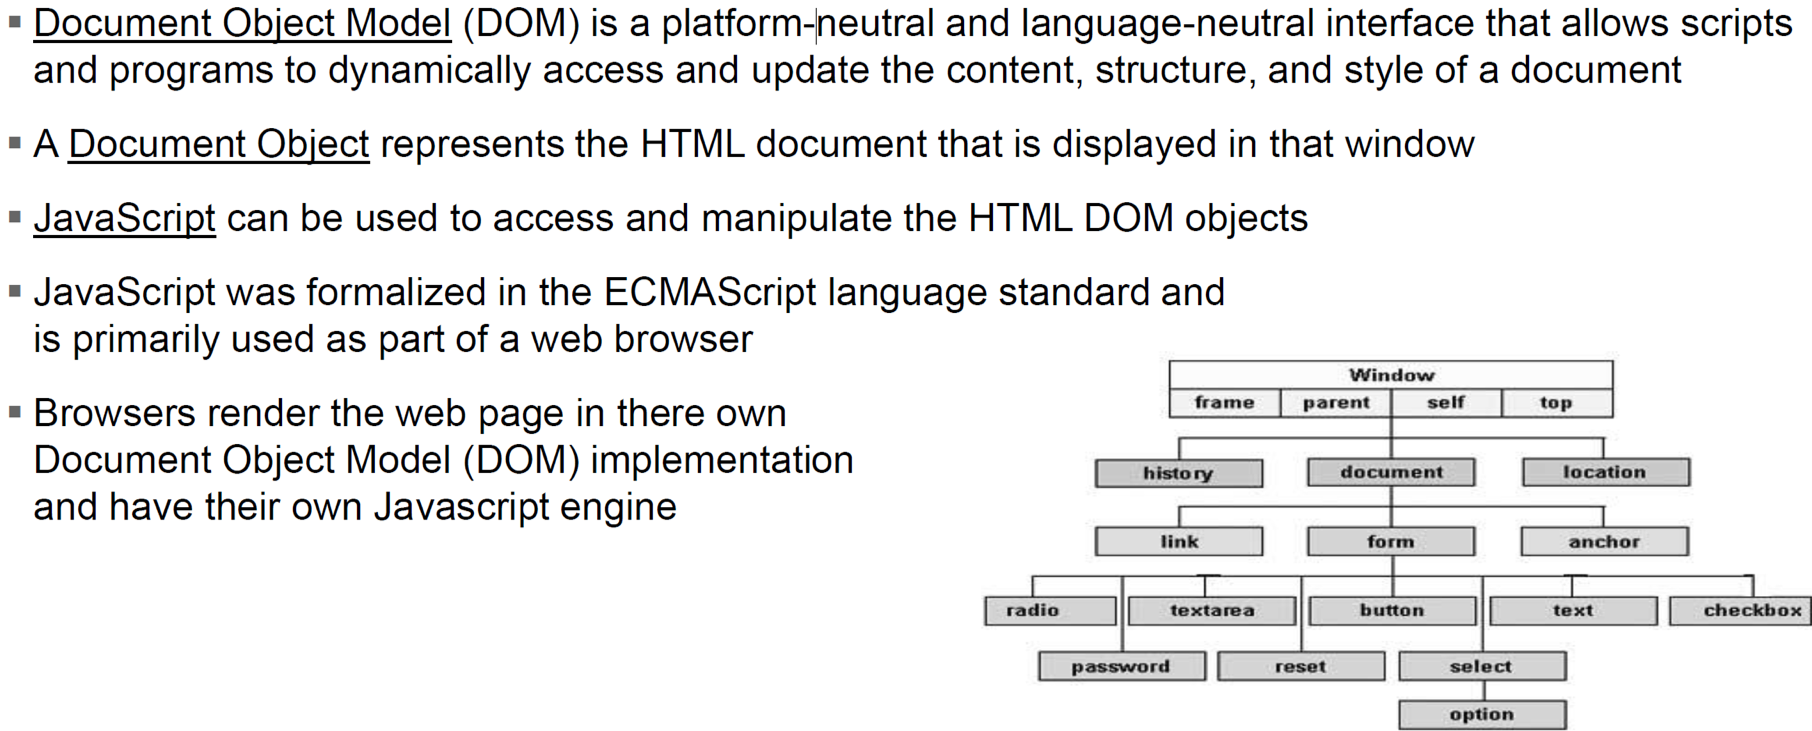 ▪ Document Object Model (DOM) is a platform-neutral and language-neutral interface that allows scripts
and programs to dynamically access and update the content, structure, and style of a document
▪ A Document Object represents the HTML document that is displayed in that window
▪ JavaScript can be used to access and manipulate the HTML DOM objects
▪ JavaScript was formalized in the ECMAScript language standard and
is primarily used as part of a web browser
▪ Browsers render the web page in there own
Document Object Model (DOM) implementation
and have their own Javascript engine
Window
frame parent self top
history document location
link form anchor
radio textarea button text checkbox
password reset select
option